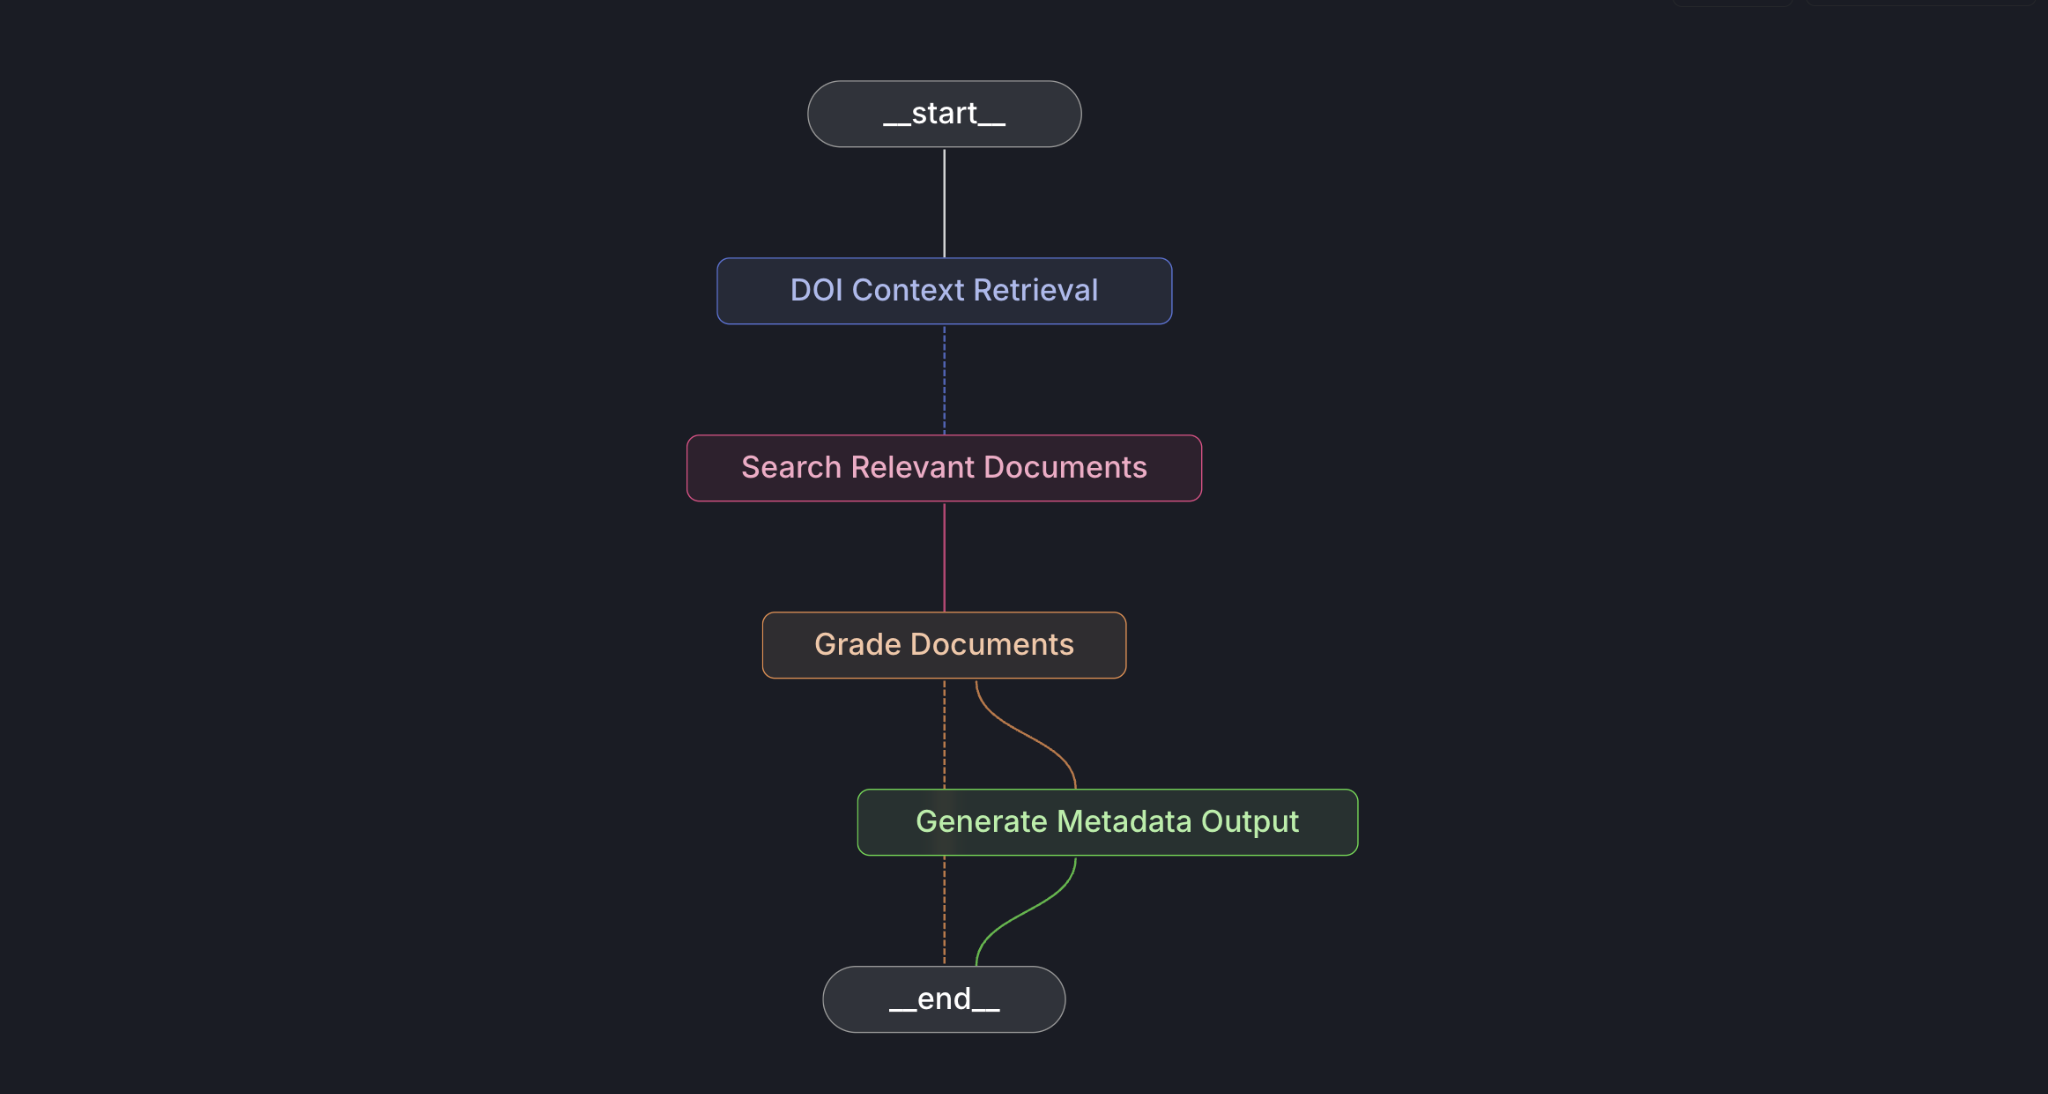 __start__
DOI Context Retrieval
Search Relevant Documents
Grade Documents
Generate Metadata Output
__end__